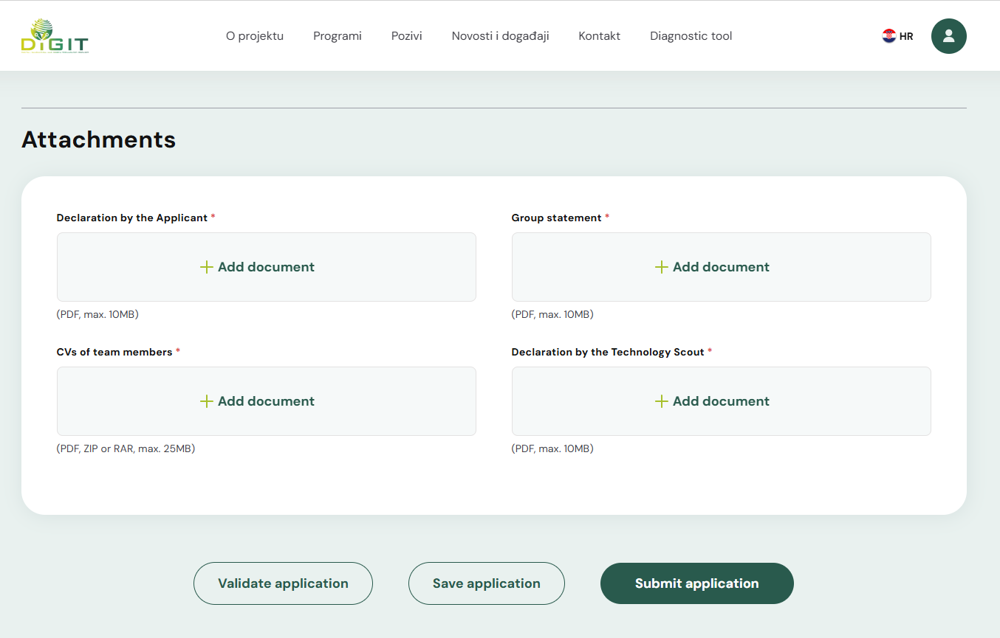 DIGIT
O projektu
Programi
Pozivi
Novosti i događaji
Kontakt
Diagnostic tool
HR
Attachments
Declaration by the Applicant *
Group statement *
Add document
Add document
(PDF, max. 10MB)
(PDF, max. 10MB)
CVs of team members *
Declaration by the Technology Scout *
Add document
Add document
(PDF, ZIP or RAR, max. 25MB)
(PDF, max. 10MB)
Validate application
Save application
Submit application